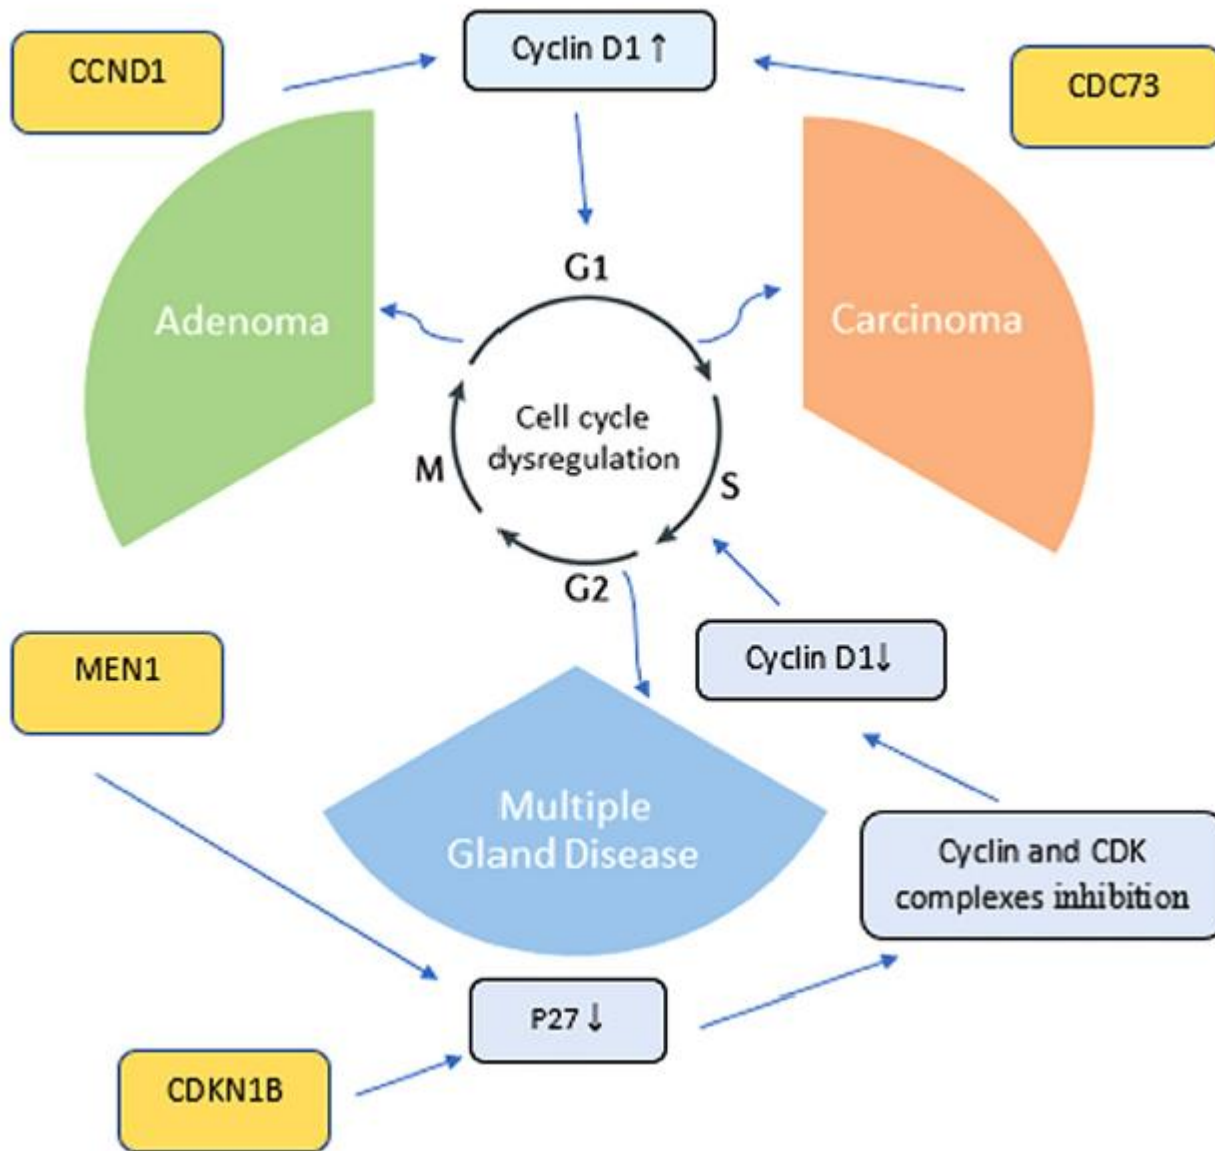 CCND1
Cyclin D1 ↑
CDC73
G1
Adenoma
Carcinoma
Cell cycle
dysregulation
M
S
G2
MEN1
Cyclin D1↓
Multiple
Gland Disease
Cyclin and CDK
complexes inhibition
P27 ↓
CDKN1B